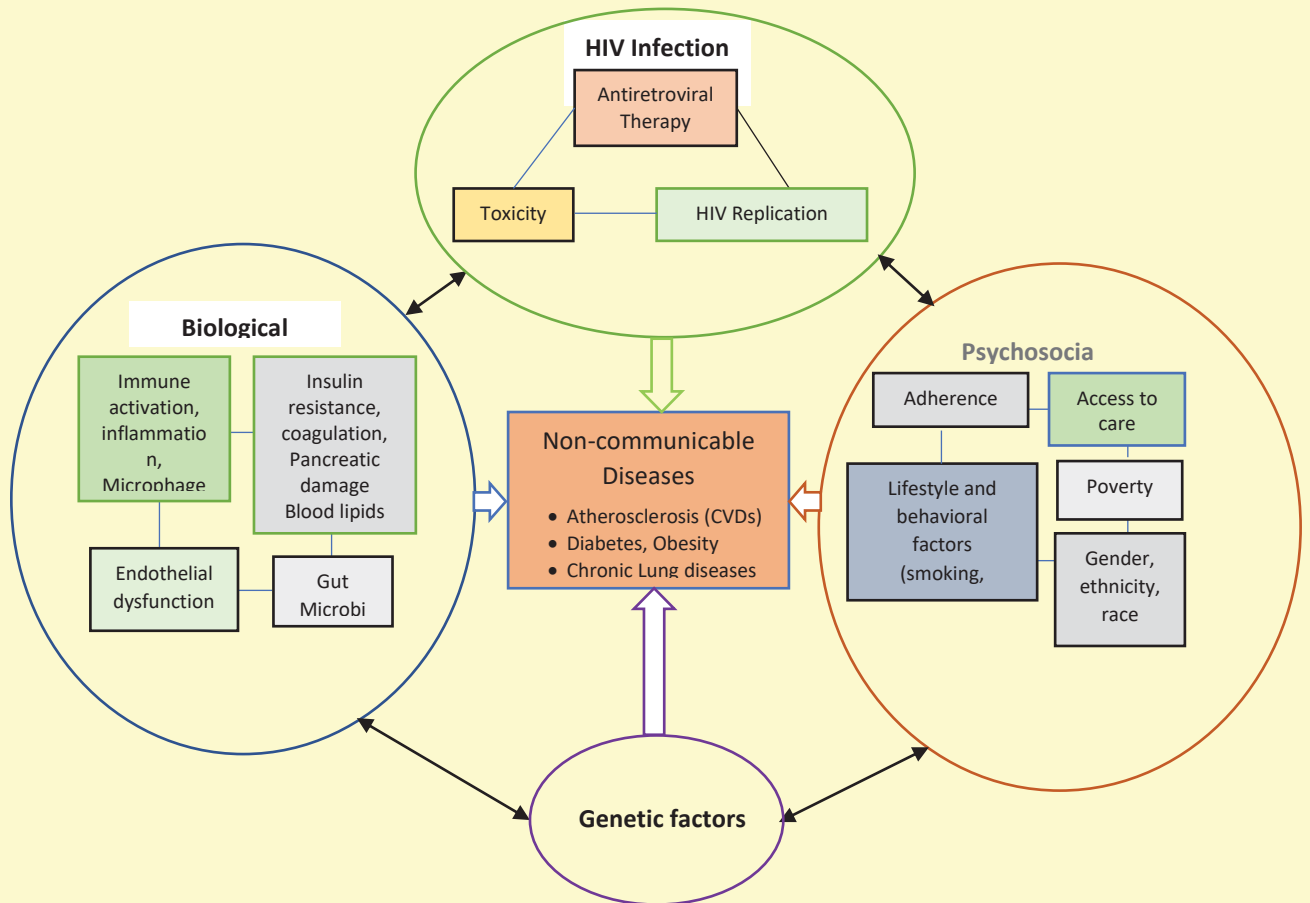 HIV Infection
Antiretroviral
Therapy
Toxicity
HIV Replication
Biological
Immune
activation,
inflammatio
n,
Microphage
Insulin
resistance,
coagulation,
Pancreatic
damage
Blood lipids
Endothelial
dysfunction
Gut
Microbi
Non-communicable
Diseases
• Atherosclerosis (CVDs)
• Diabetes, Obesity
• Chronic Lung diseases
Psychosocia
Adherence
Access to
care
Lifestyle and
behavioral
factors
(smoking,
Poverty
Gender,
ethnicity,
race
Genetic factors